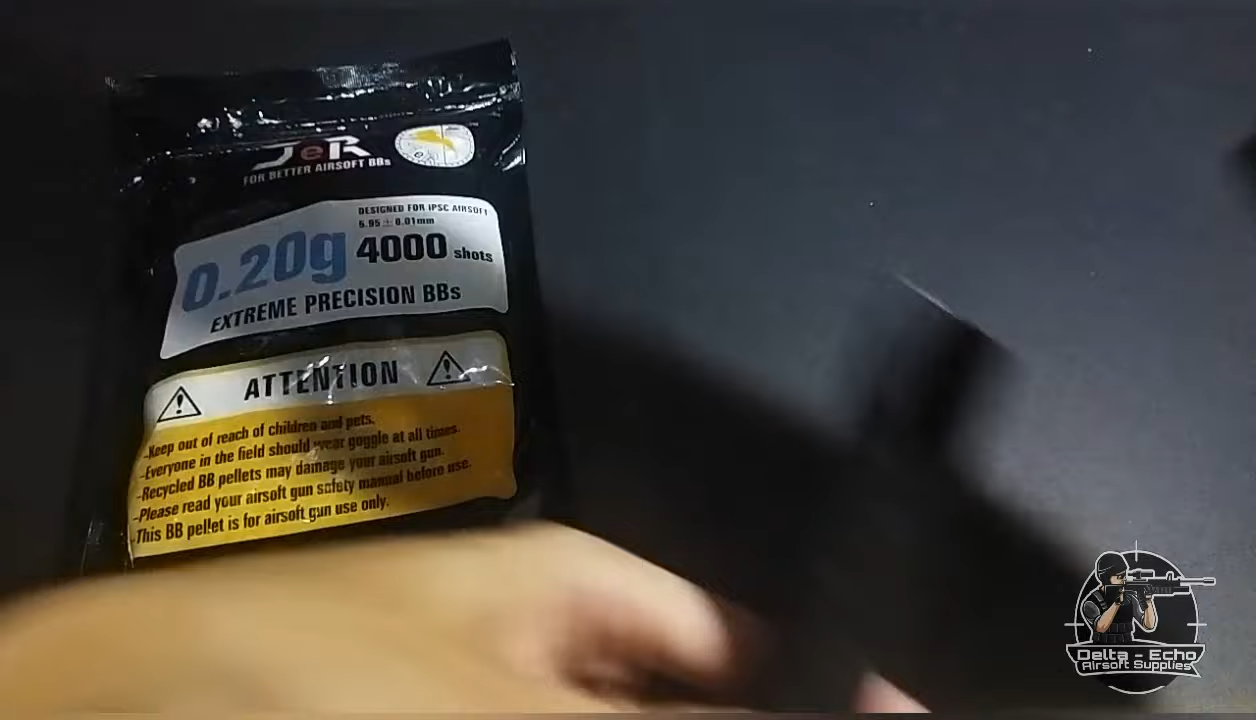 JeR
FOR BETTER AIRSOFT BBs
DESIGNED FOR IPSC AIRSOFT
5.95 ± 0.01mm
0.20g 4000 shots
EXTREME PRECISION BBs
ATTENTION
-Keep out of reach of children and pets.
-Everyone in the field should wear goggle at all times.
-Recycled BB pellets may damage your airsoft gun.
-Please read your airsoft gun safety manual before use.
-This BB pellet is for airsoft gun use only.
Delta - Echo
Airsoft Supplies